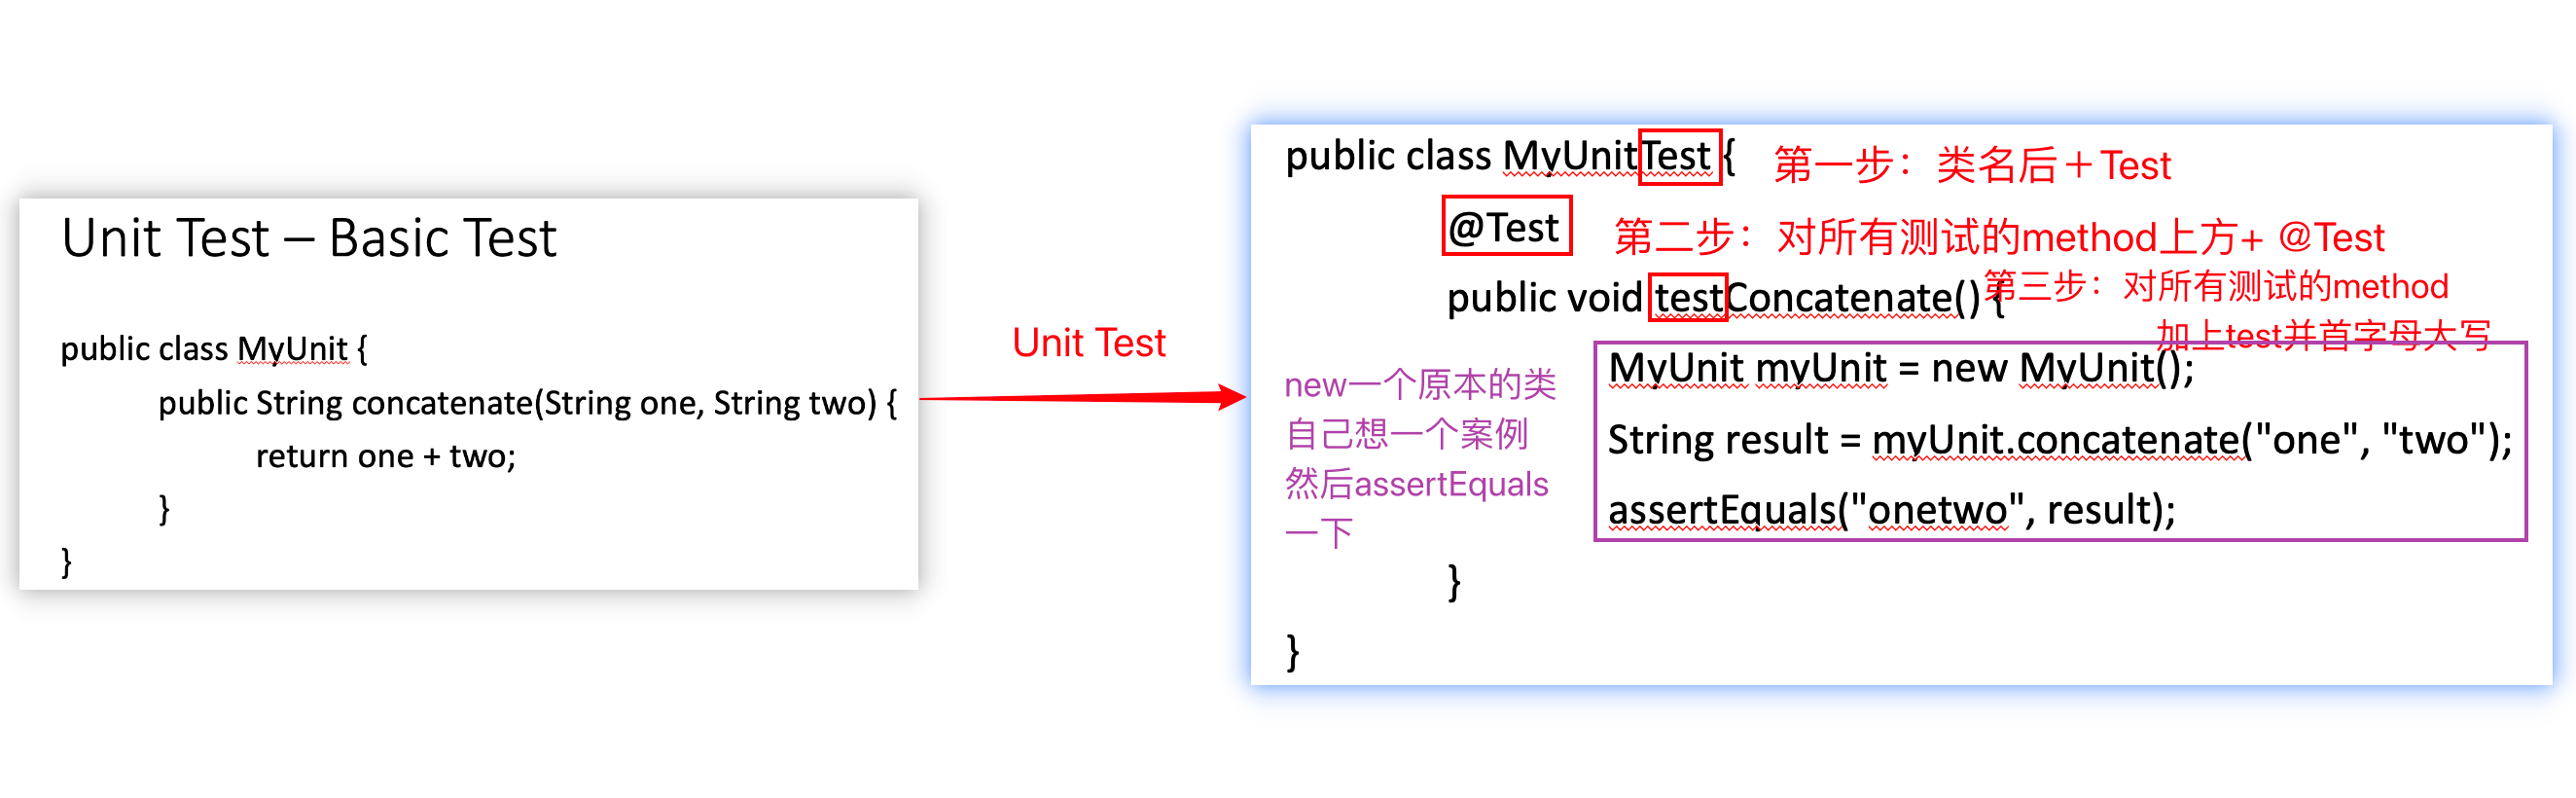 Unit Test – Basic Test
public class MyUnit {
public String concatenate(String one, String two) {
return one + two;
}
}
Unit Test
public class MyUnitTest {
第一步：类名后＋Test
@Test
第二步：对所有测试的method上方+ @Test
public void testConcatenate() {
第三步：对所有测试的method
加上test并首字母大写
new一个原本的类
自己想一个案例
然后assertEquals
一下
MyUnit myUnit = new MyUnit();
String result = myUnit.concatenate("one", "two");
assertEquals("onetwo", result);
}
}